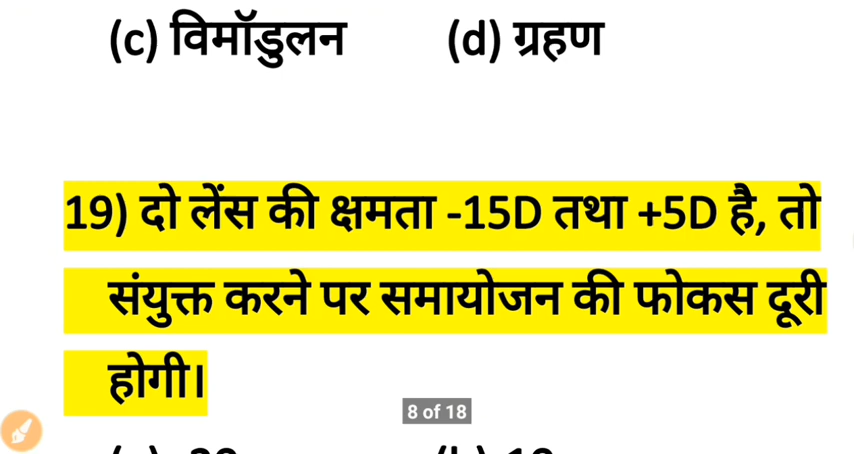 (c) विमॉडुलन (d) ग्रहण
19) दो लेंस की क्षमता -15D तथा +5D है, तो
संयुक्त करने पर समायोजन की फोकस दूरी
होगी।
8 of 18